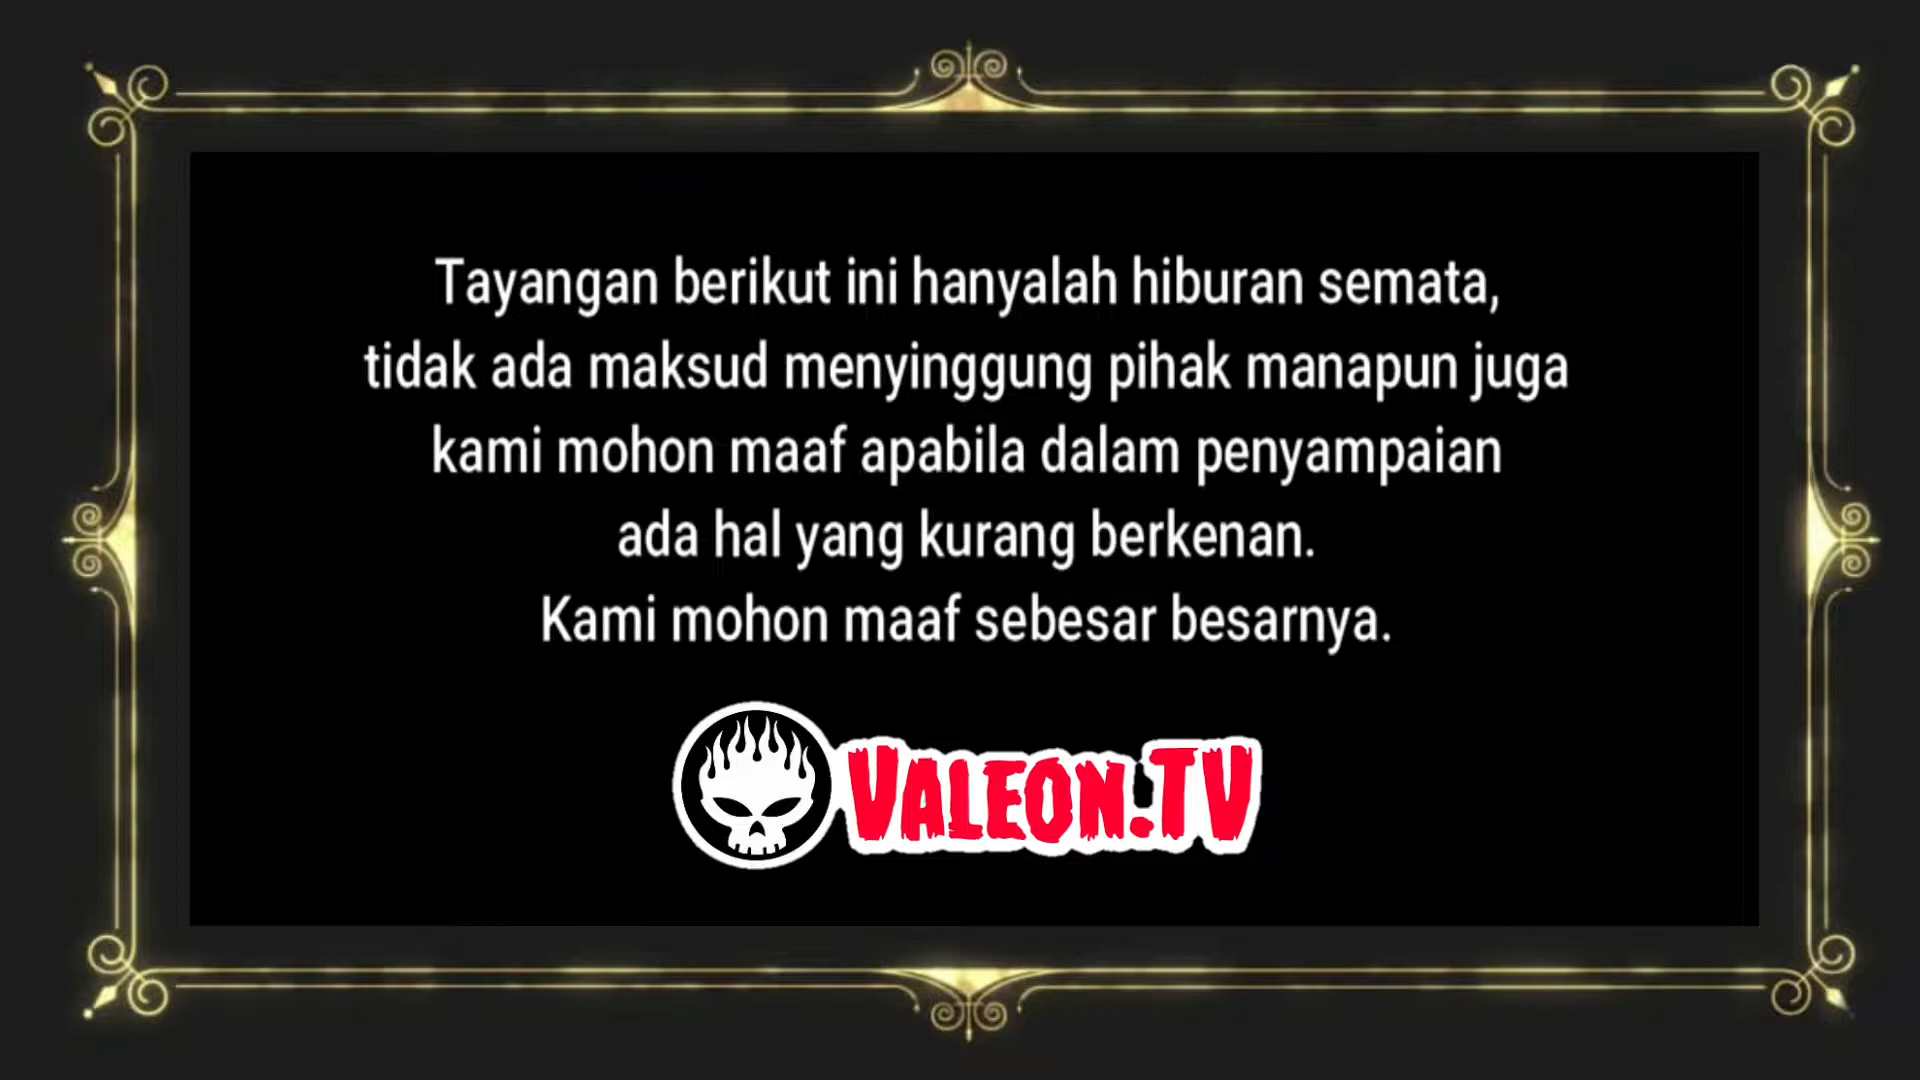 Tayangan berikut ini hanyalah hiburan semata,
tidak ada maksud menyinggung pihak manapun juga
kami mohon maaf apabila dalam penyampaian
ada hal yang kurang berkenan.
Kami mohon maaf sebesar besarnya.
VALEON.TV